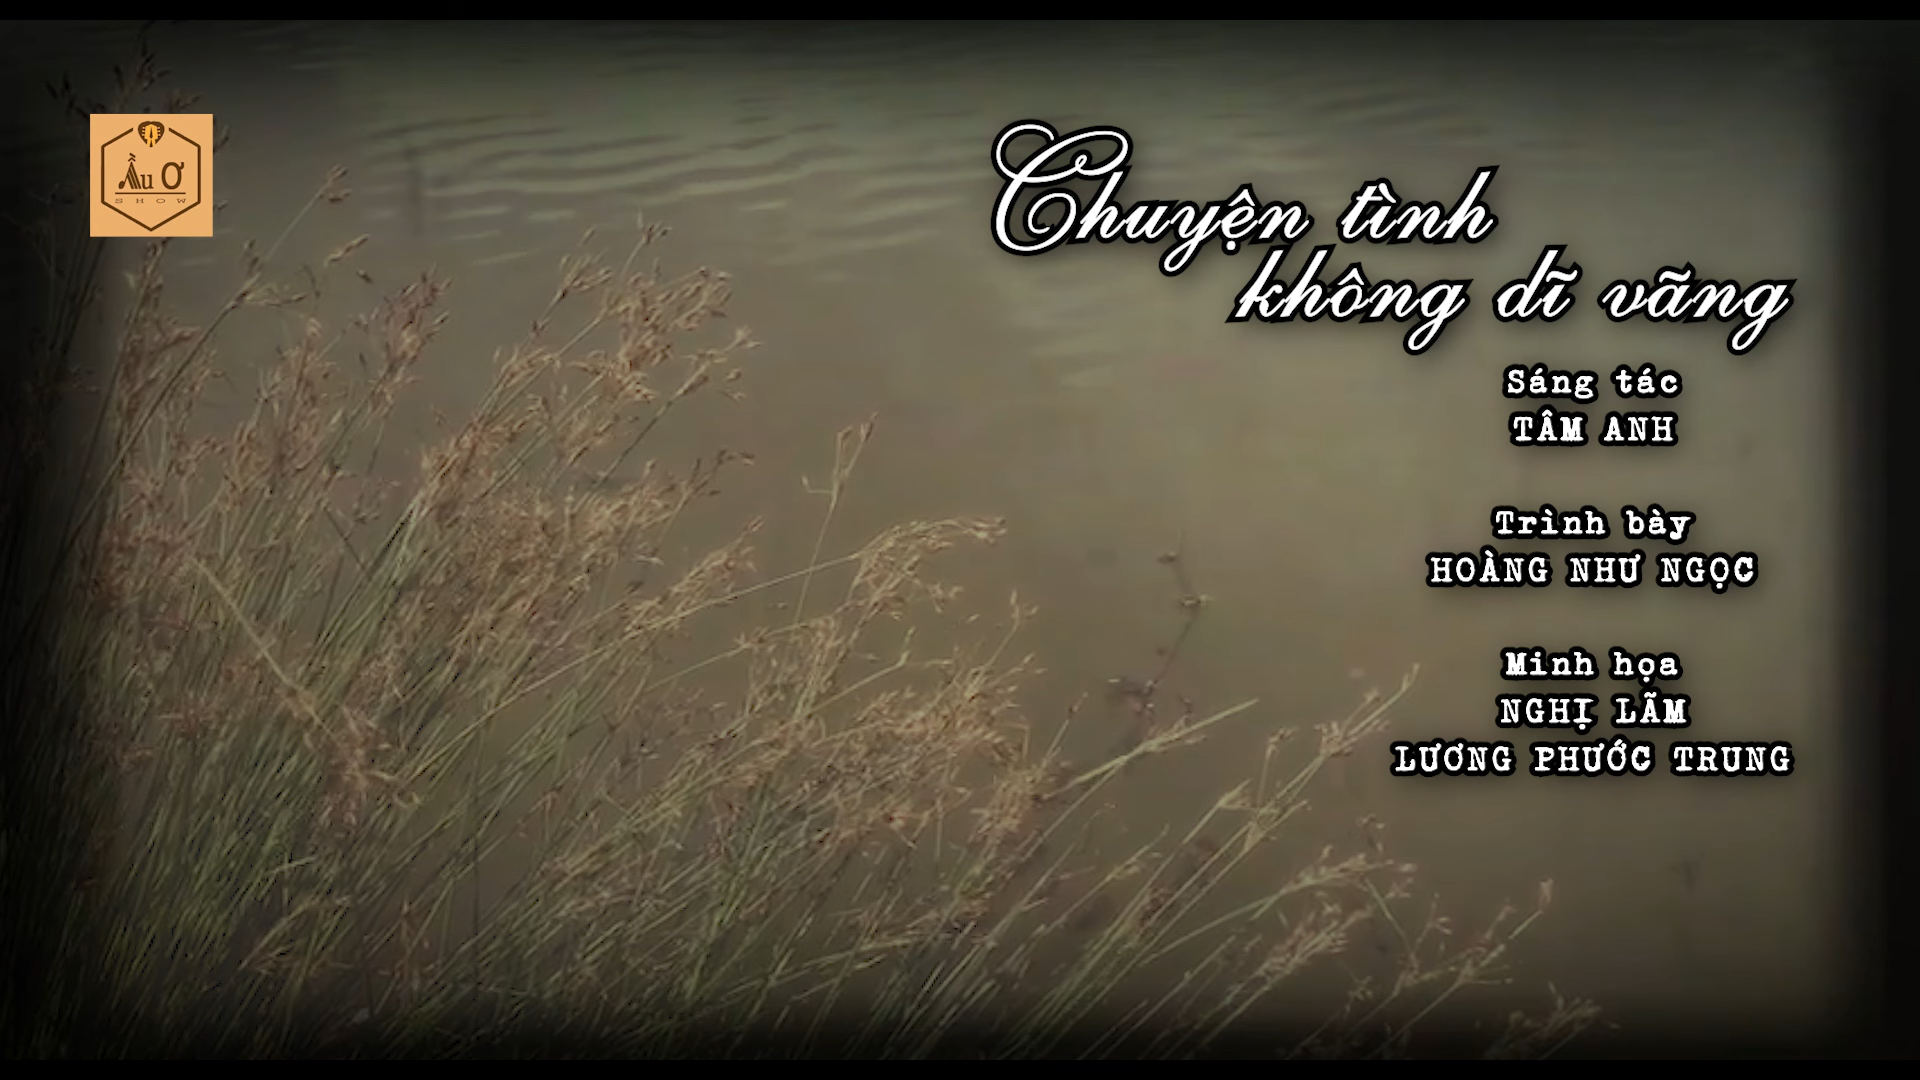 Ầu Ơ
SHOW
Chuyện tình
không dĩ vãng
Sáng tác
TÂM ANH
Trình bày
HOÀNG NHƯ NGỌC
Minh họa
NGHỊ LÃM
LƯƠNG PHƯỚC TRUNG